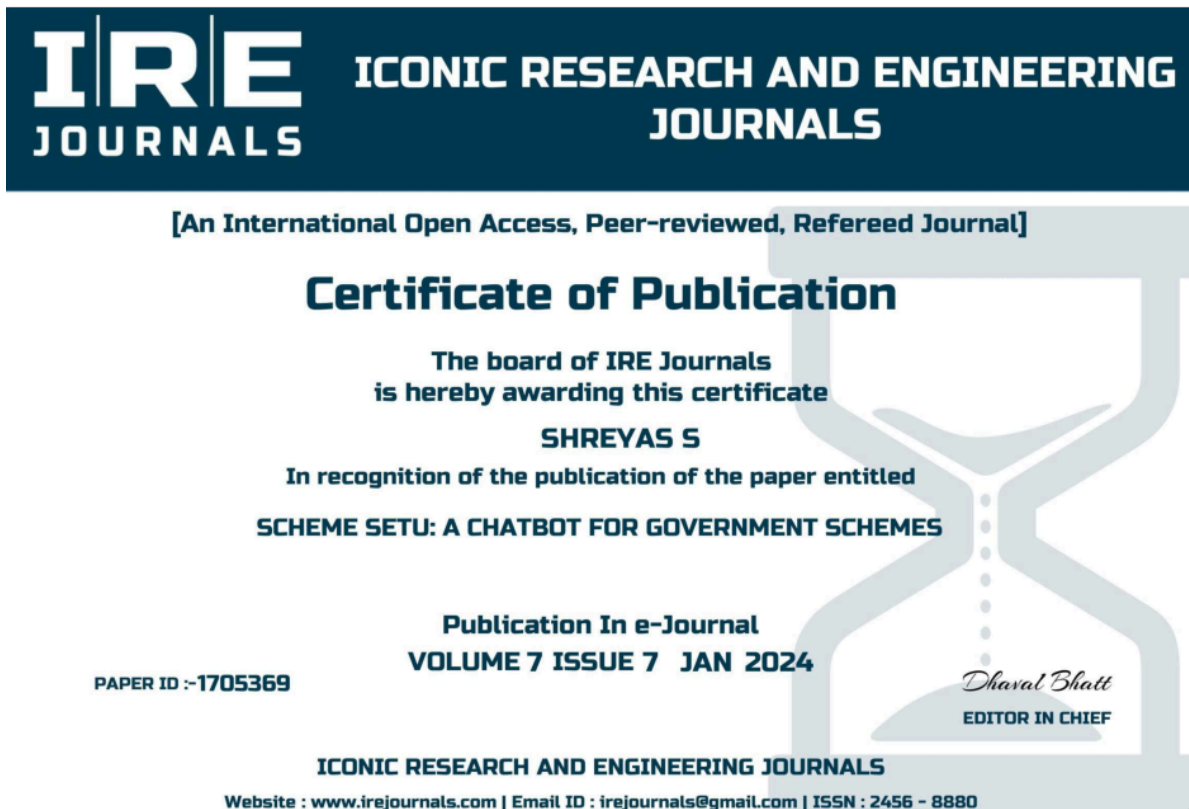 IRE
JOURNALS
ICONIC RESEARCH AND ENGINEERING
JOURNALS
[An International Open Access, Peer-reviewed, Refereed Journal]
Certificate of Publication
The board of IRE Journals
is hereby awarding this certificate
SHREYAS S
In recognition of the publication of the paper entitled
SCHEME SETU: A CHATBOT FOR GOVERNMENT SCHEMES
Publication In e-Journal
VOLUME 7 ISSUE 7 JAN 2024
PAPER ID :-1705369
Dhaval Bhatt
EDITOR IN CHIEF
ICONIC RESEARCH AND ENGINEERING JOURNALS
Website : www.irejournals.com | Email ID : irejournals@gmail.com | ISSN : 2456 - 8880